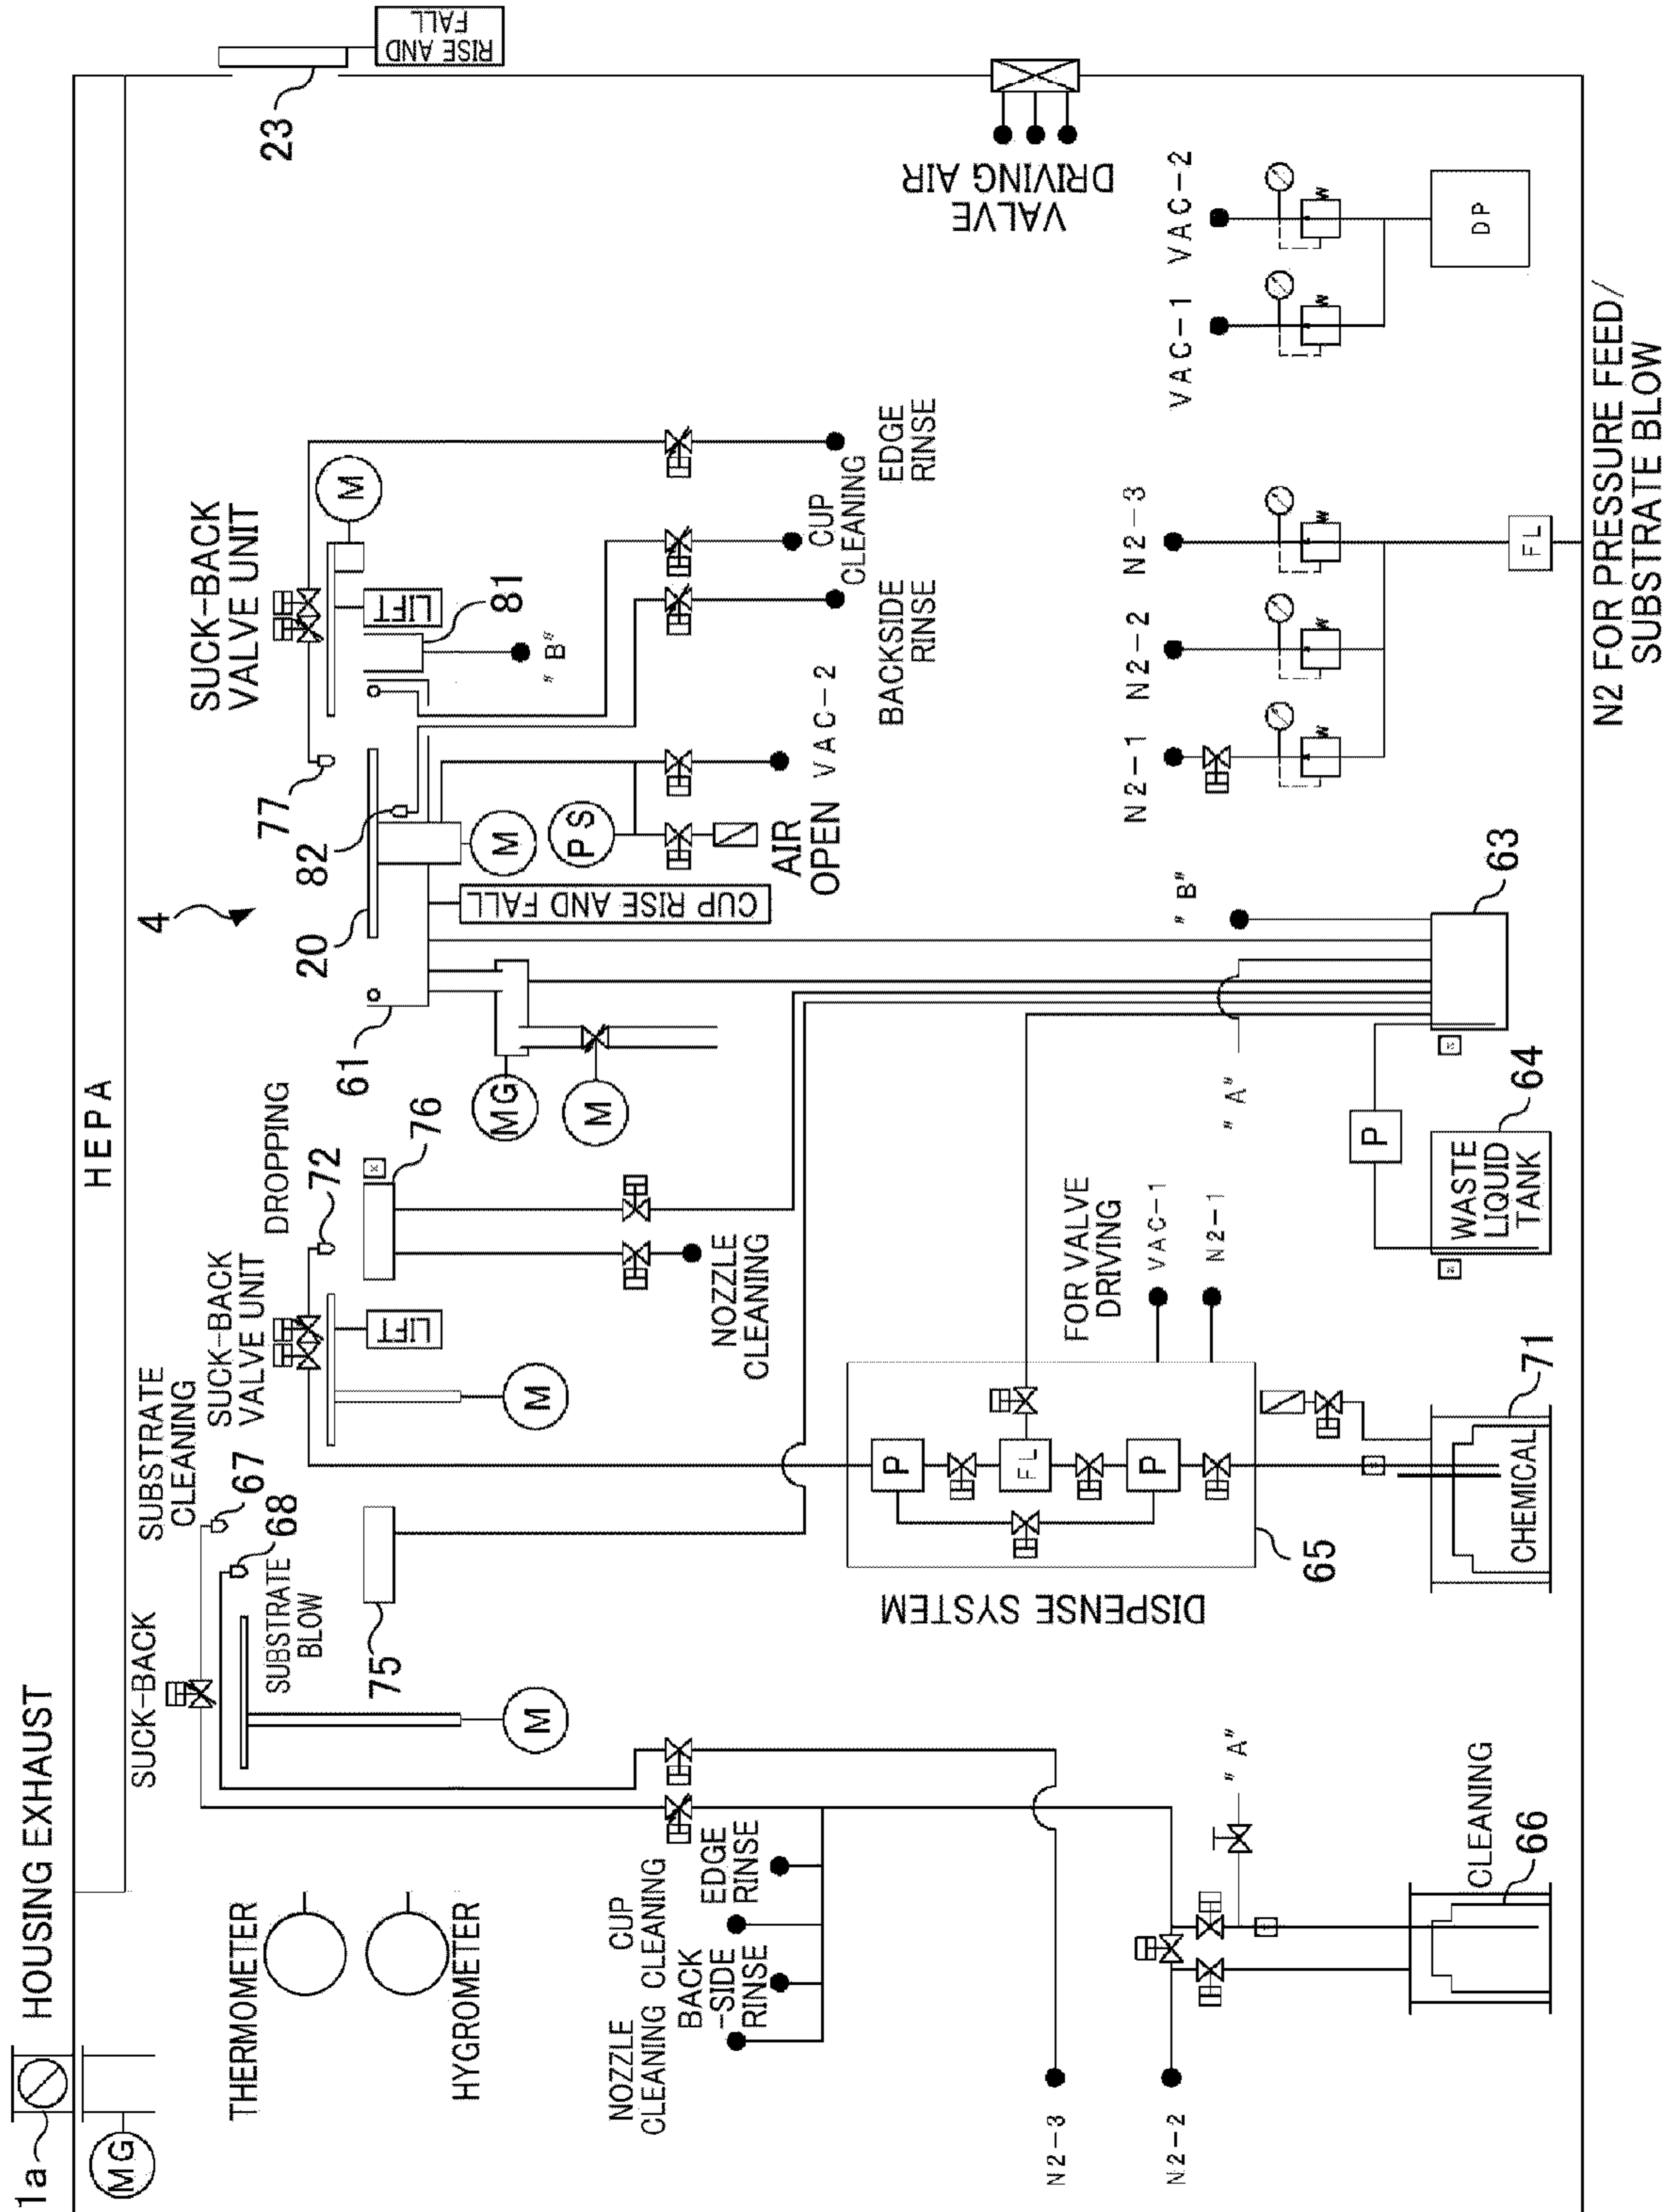 1a
HOUSING EXHAUST
MG
HEPA
RISE AND
FALL
23
THERMOMETER
HYGROMETER
SUCK-BACK
SUBSTRATE
CLEANING
67
68
SUBSTRATE
BLOW
M
75
SUCK-BACK
VALVE UNIT
DROPPING
72
LIFT
M
76
NOZZLE
CLEANING
61
MG
M
4
20
82
77
M
CUP RISE AND FALL
PS
AIR
OPEN
VAC-2
SUCK-BACK
VALVE UNIT
M
LIFT
81
"B"
BACKSIDE
RINSE
CUP
CLEANING
EDGE
RINSE
VALVE
DRIVING AIR
NOZZLE
CLEANING
BACK
-SIDE
RINSE
CUP
CLEANING
EDGE
RINSE
N2-3
N2-2
"A"
CLEANING
66
DISPENSE SYSTEM
P
FL
P
65
FOR VALVE
DRIVING
VAC-1
N2-1
CHEMICAL
71
"A"
"B"
P
WASTE
LIQUID
TANK
64
63
N2-1
N2-2
N2-3
FL
W
W
W
VAC-1
VAC-2
W
W
DP
N2 FOR PRESSURE FEED/
SUBSTRATE BLOW